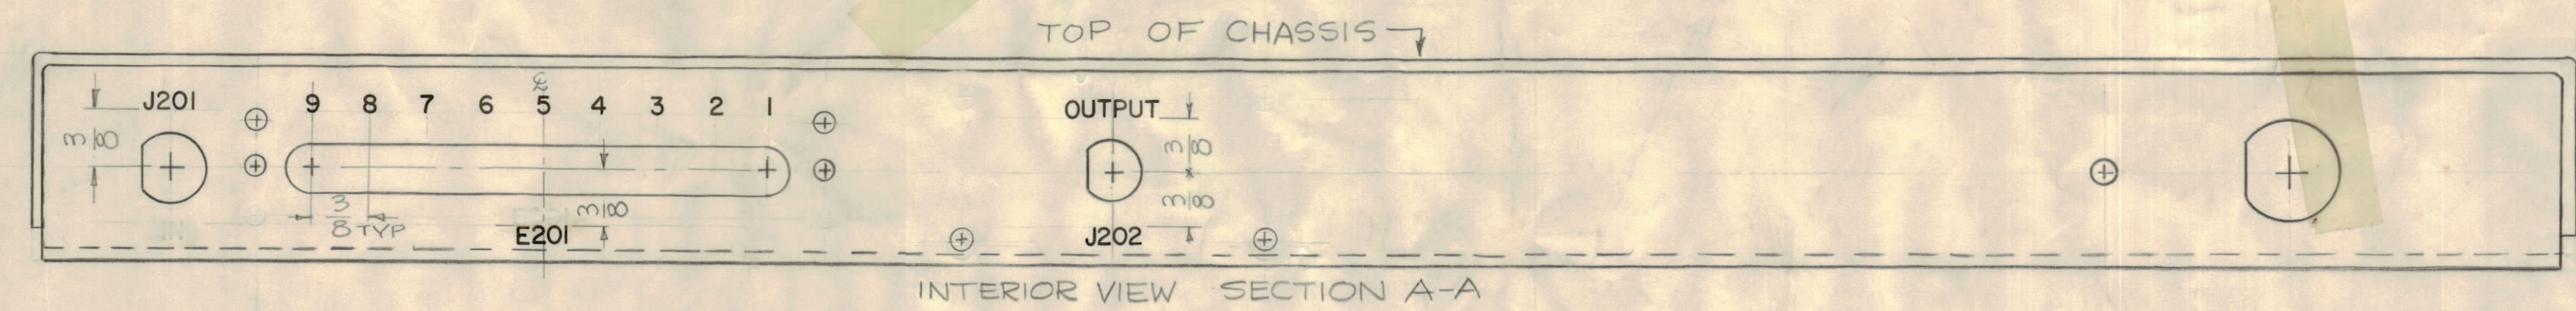 TOP OF CHASSIS
J201 9 8 7 6 5 4 3 2 1 OUTPUT
3/8 3/8
3/8 TYP 3/8 3/8
E201 J202
INTERIOR VIEW SECTION A-A